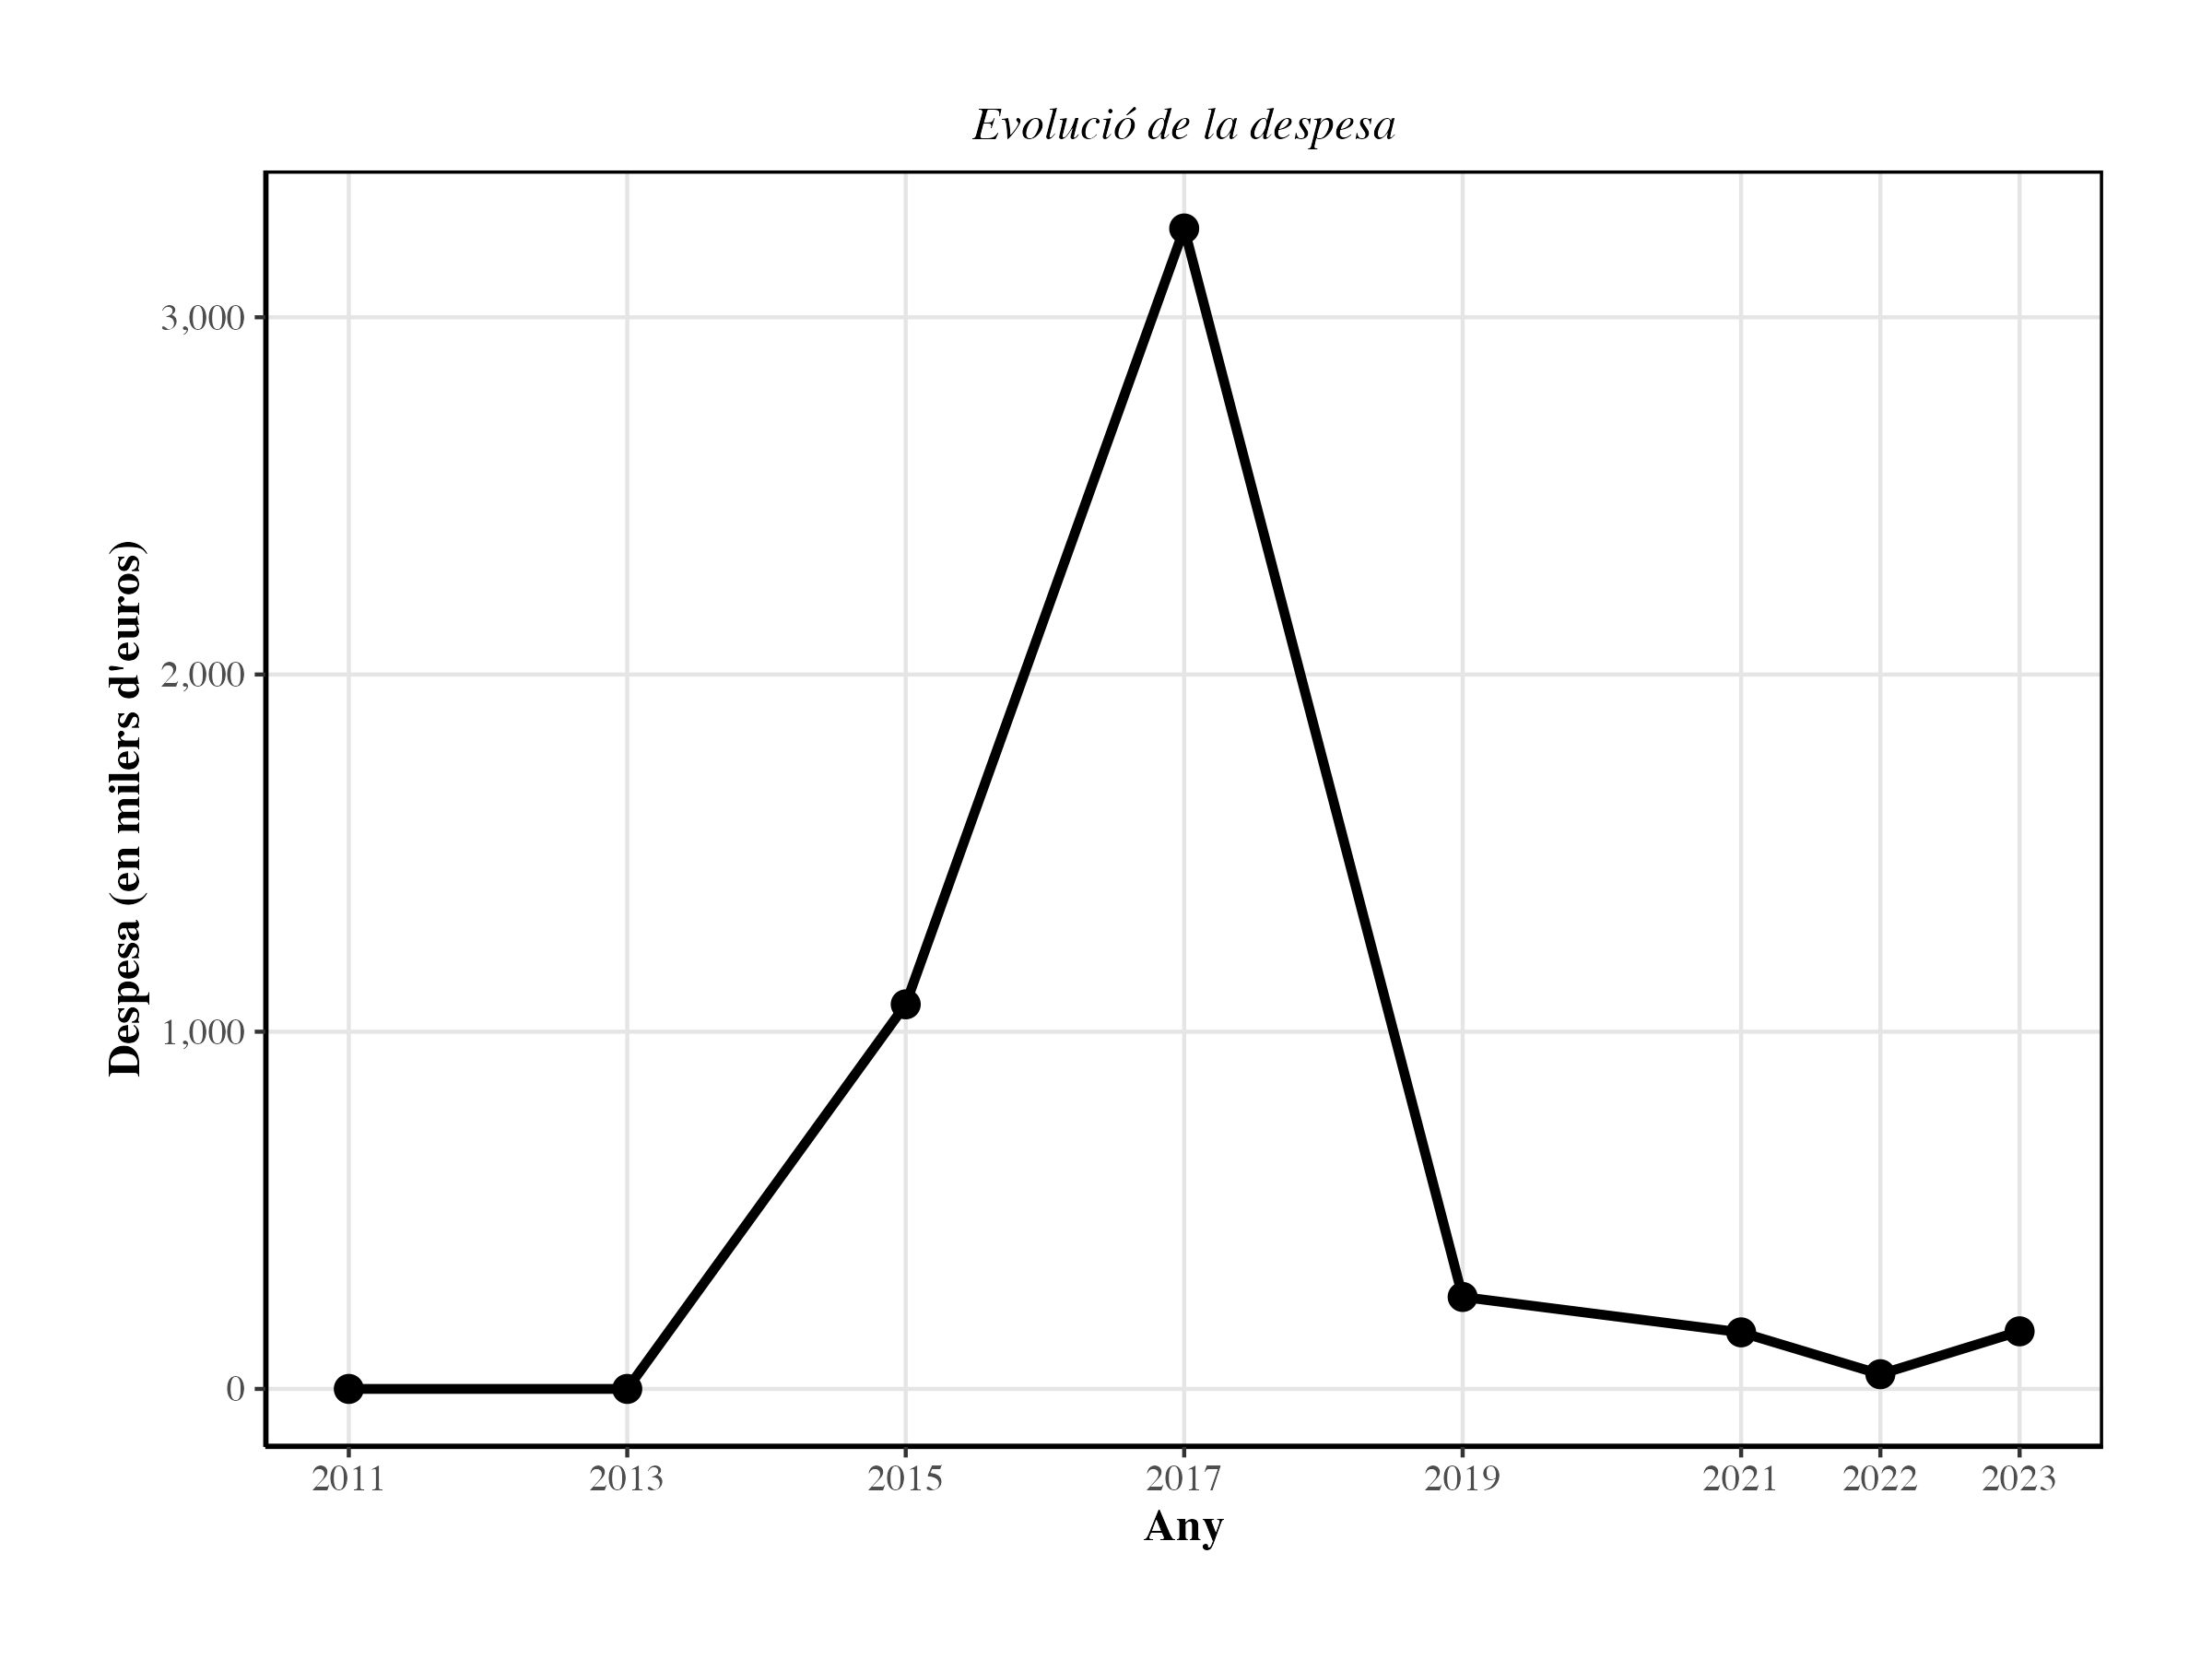 Evolució de la despesa
Despesa (en milers d'euros)
3,000
2,000
1,000
0
2011 2013 2015 2017 2019 2021 2022 2023
Any